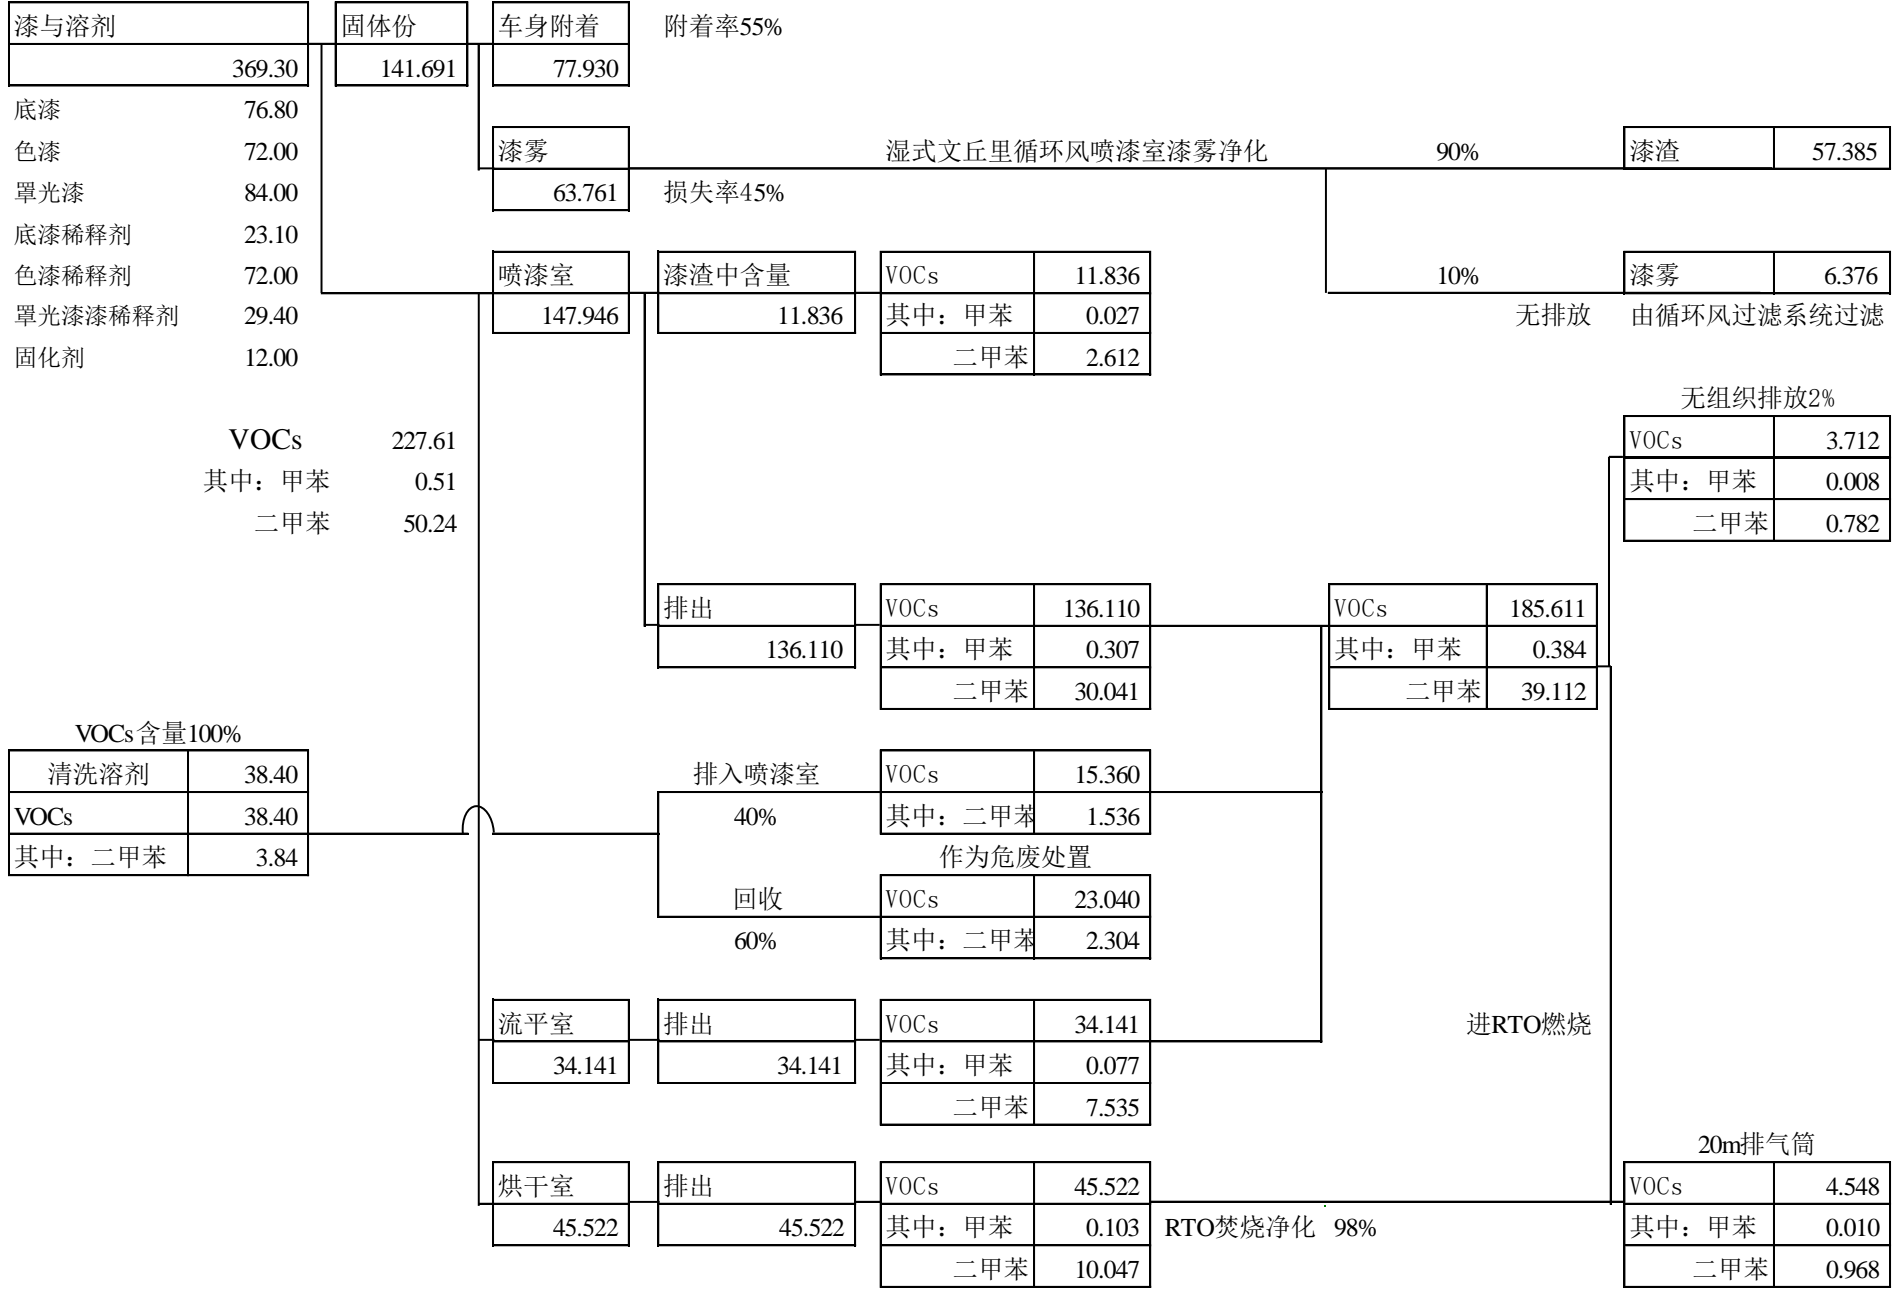 漆与溶剂 固体份 车身附着 附着率55%
369.30 141.691 77.930
底漆 76.80
色漆 72.00 漆雾 湿式文丘里循环风喷漆室漆雾净化 90% 漆渣 57.385
罩光漆 84.00 63.761 损失率45%
底漆稀释剂 23.10
色漆稀释剂 72.00 喷漆室 漆渣中含量 VOCs 11.836 10% 漆雾 6.376
罩光漆漆稀释剂 29.40 147.946 11.836 其中：甲苯 0.027 无排放 由循环风过滤系统过滤
固化剂 12.00 二甲苯 2.612
无组织排放2%
VOCs 227.61 VOCs 3.712
其中：甲苯 0.51 其中：甲苯 0.008
二甲苯 50.24 二甲苯 0.782
排出 VOCs 136.110 VOCs 185.611
136.110 其中：甲苯 0.307 其中：甲苯 0.384
二甲苯 30.041 二甲苯 39.112
VOCs含量100%
清洗溶剂 38.40 排入喷漆室 VOCs 15.360
VOCs 38.40 40% 其中：二甲苯 1.536
其中：二甲苯 3.84 作为危废处置
回收 VOCs 23.040
60% 其中：二甲苯 2.304
流平室 排出 VOCs 34.141 进RTO燃烧
34.141 34.141 其中：甲苯 0.077
二甲苯 7.535
20m排气筒
烘干室 排出 VOCs 45.522 VOCs 4.548
45.522 45.522 其中：甲苯 0.103 RTO焚烧净化 98% 其中：甲苯 0.010
二甲苯 10.047 二甲苯 0.968